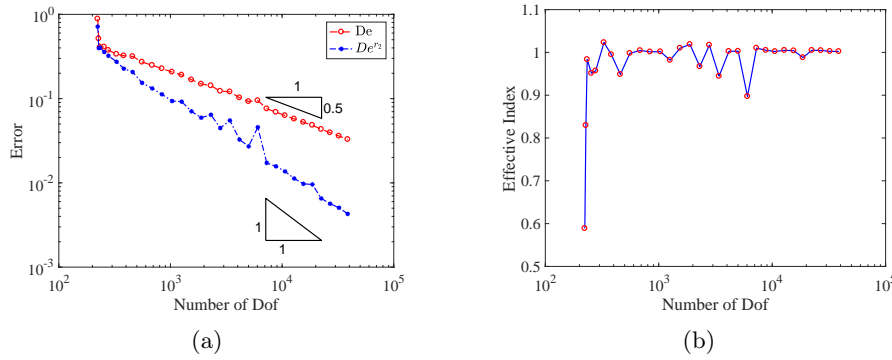 10^0
10^-1
10^-2
10^-3
10^2
10^3
10^4
10^5
Error
Number of Dof
De
De^{r_2}
1
0.5
1
1
(a)
1.1
1
0.9
0.8
0.7
0.6
0.5
10^2
10^3
10^4
10^5
Effective Index
Number of Dof
(b)